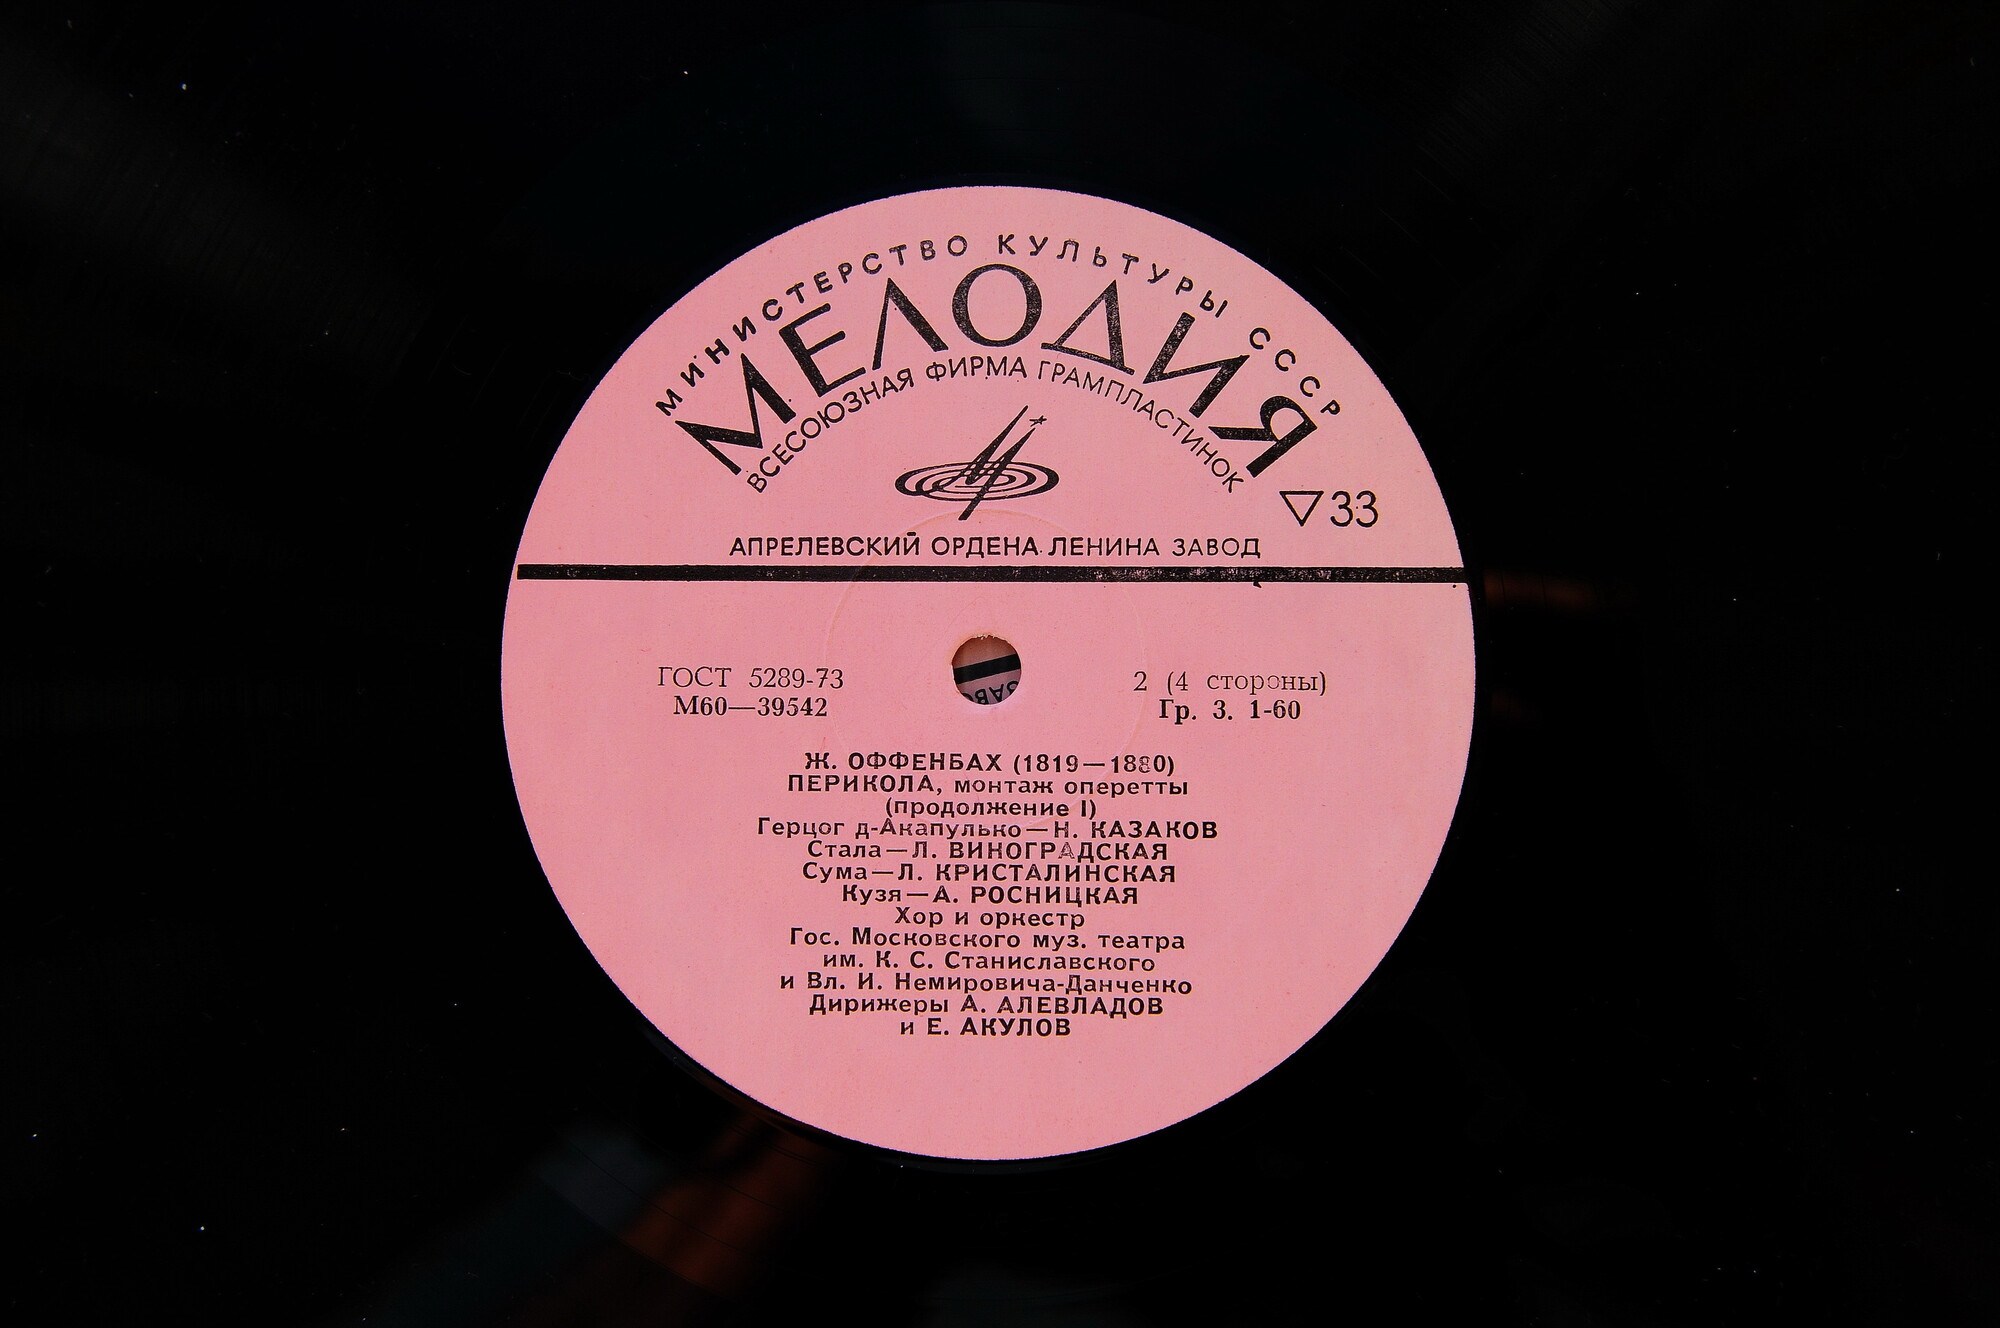 МИНИСТЕРСТВО КУЛЬТУРЫ СССР
МЕЛОДИЯ
ВСЕСОЮЗНАЯ ФИРМА ГРАМПЛАСТИНОК
▽33
АПРЕЛЕВСКИЙ ОРДЕНА ЛЕНИНА ЗАВОД
ГОСТ 5289-73
М60—39542
2 (4 стороны)
Гр. 3. 1-60
Ж. ОФФЕНБАХ (1819—1880)
ПЕРИКОЛА, монтаж оперетты
(продолжение I)
Герцог д-Акапулько—Н. КАЗАКОВ
Стала—Л. ВИНОГРАДСКАЯ
Сума—Л. КРИСТАЛИНСКАЯ
Кузя—А. РОСНИЦКАЯ
Хор и оркестр
Гос. Московского муз. театра
им. К. С. Станиславского
и Вл. И. Немировича-Данченко
Дирижеры А. АЛЕВЛАДОВ
и Е. АКУЛОВ